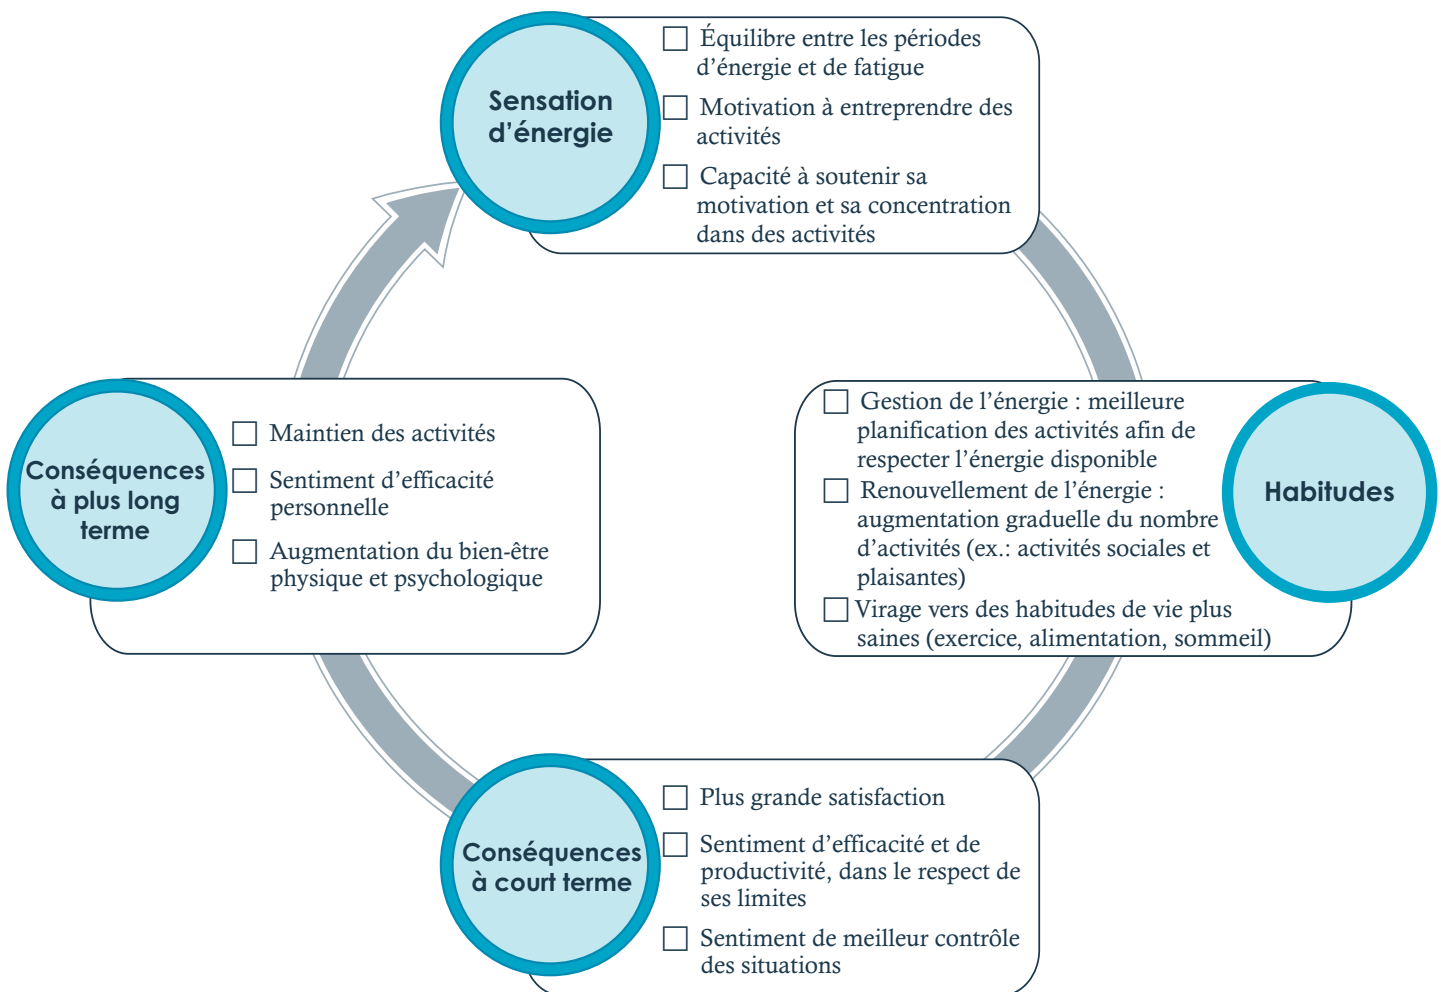 Sensation
d’énergie
Équilibre entre les périodes
d’énergie et de fatigue
Motivation à entreprendre des
activités
Capacité à soutenir sa
motivation et sa concentration
dans des activités
Habitudes
Gestion de l’énergie : meilleure
planification des activités afin de
respecter l’énergie disponible
Renouvellement de l’énergie :
augmentation graduelle du nombre
d’activités (ex.: activités sociales et
plaisantes)
Virage vers des habitudes de vie plus
saines (exercice, alimentation, sommeil)
Conséquences
à court terme
Plus grande satisfaction
Sentiment d’efficacité et de
productivité, dans le respect de
ses limites
Sentiment de meilleur contrôle
des situations
Conséquences
à plus long
terme
Maintien des activités
Sentiment d’efficacité
personnelle
Augmentation du bien-être
physique et psychologique